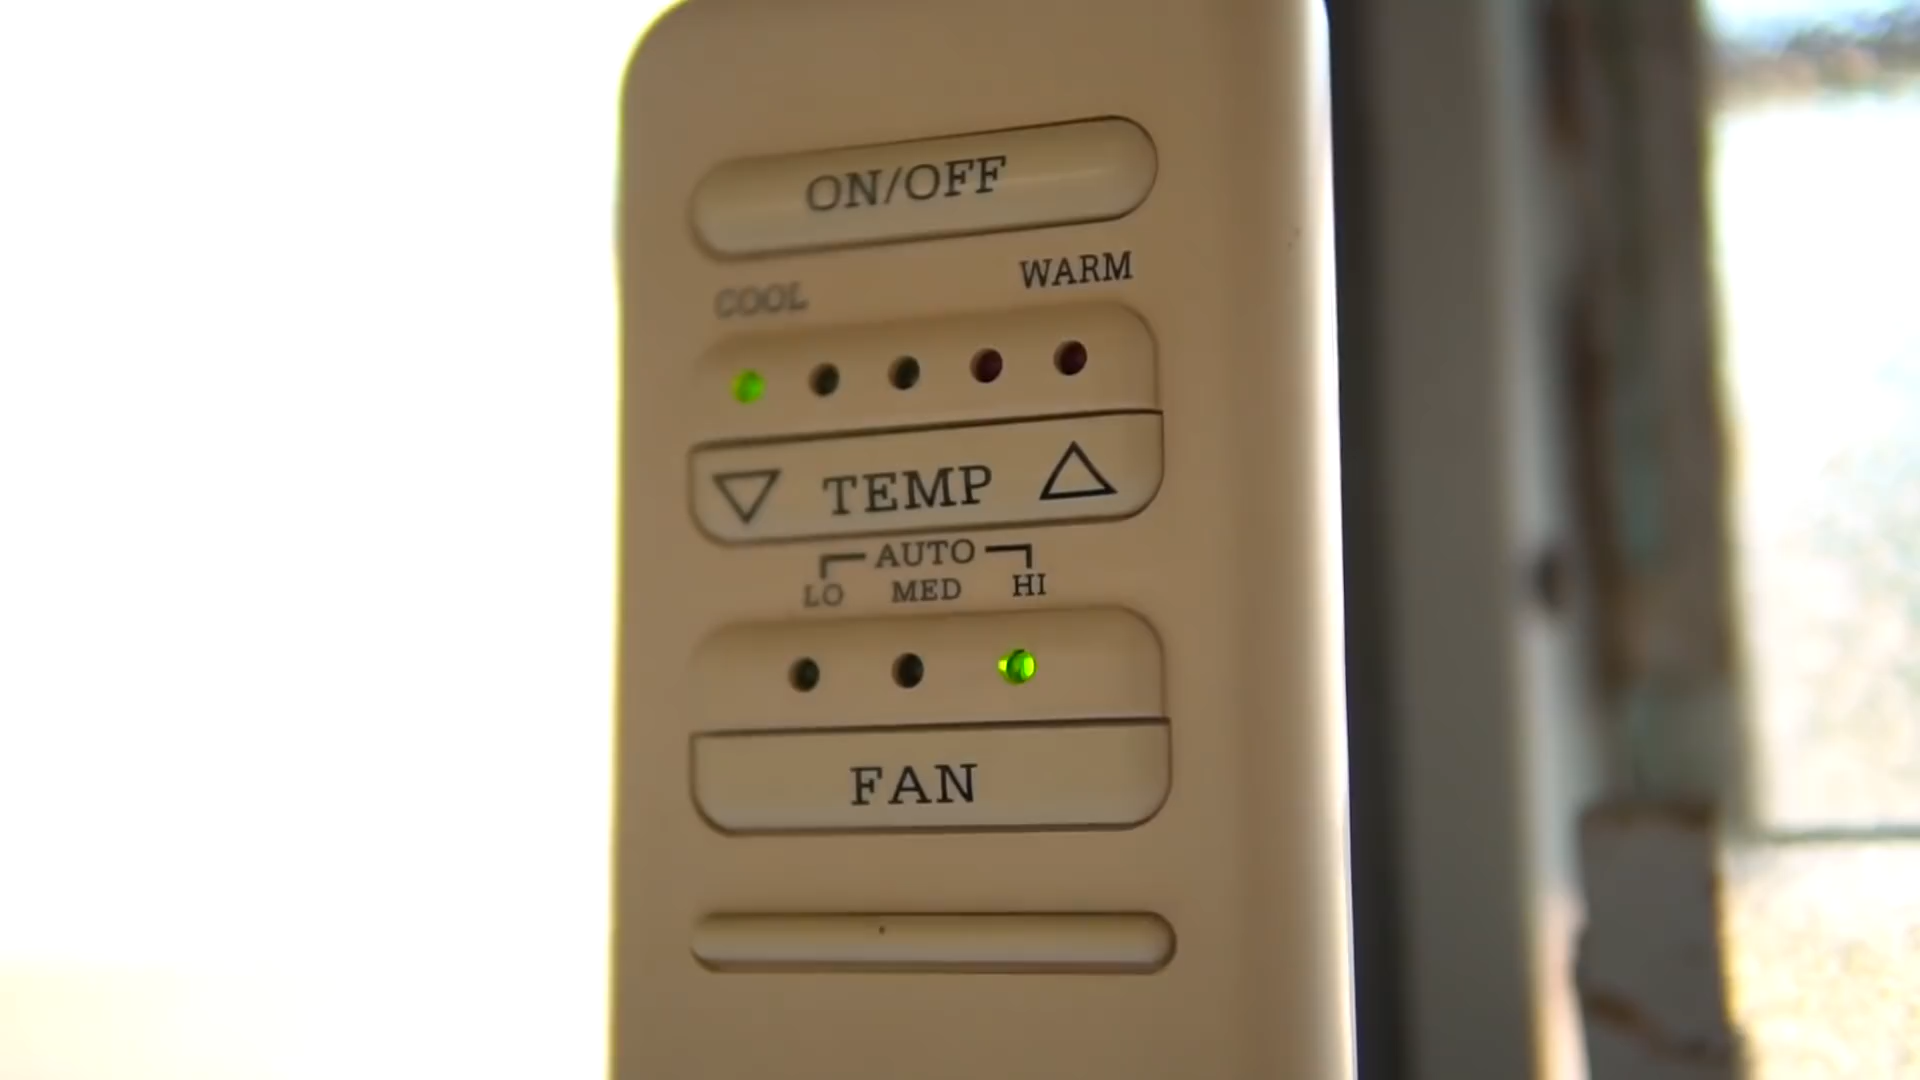 ON/OFF
COOL WARM
TEMP
AUTO
LO MED HI
FAN